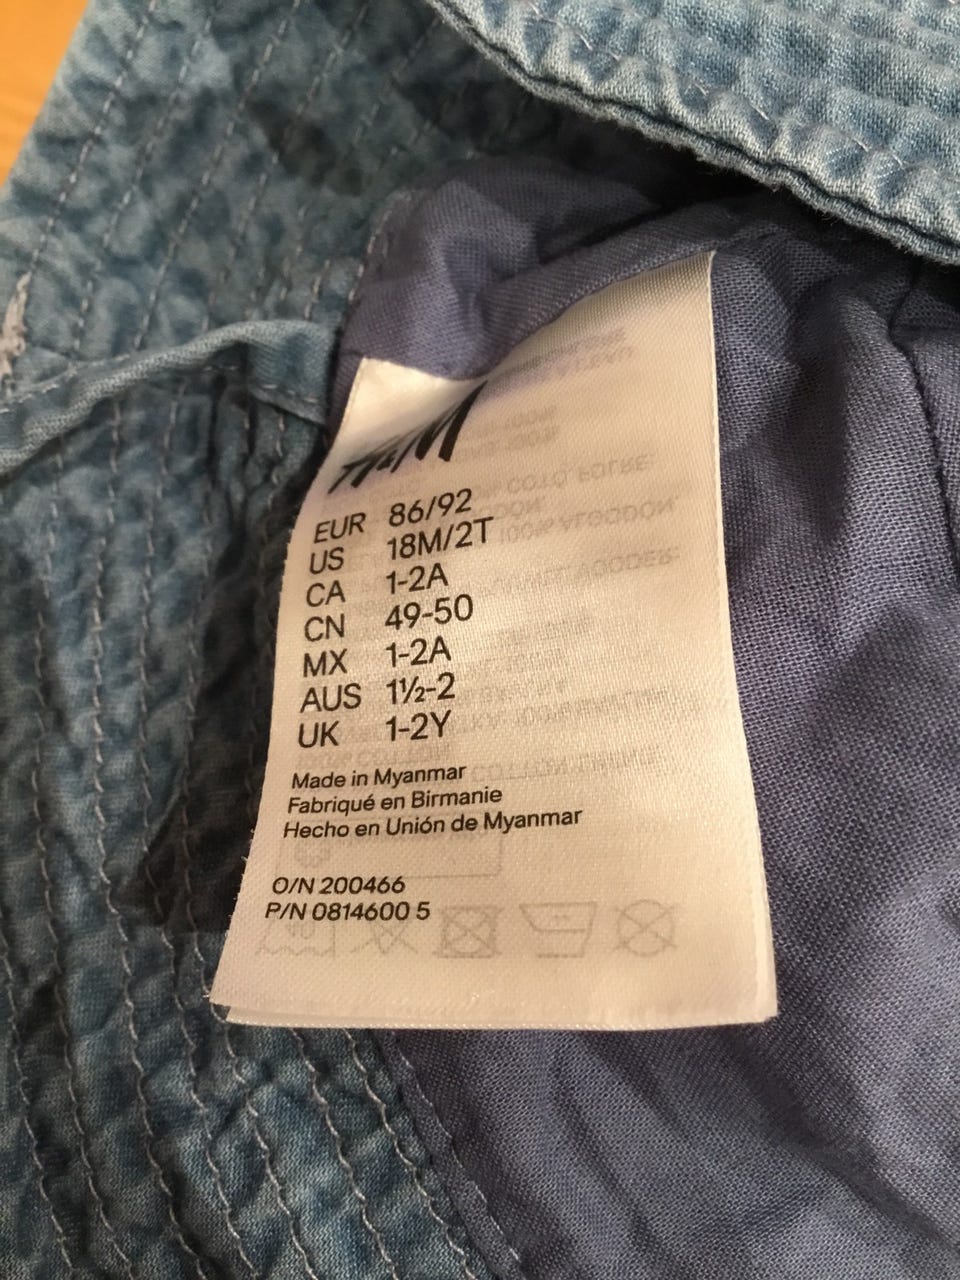 H&M
EUR 86/92
US 18M/2T
CA 1-2A
CN 49-50
MX 1-2A
AUS 1½-2
UK 1-2Y
Made in Myanmar
Fabriqué en Birmanie
Hecho en Unión de Myanmar
O/N 200466
P/N 0814600 5